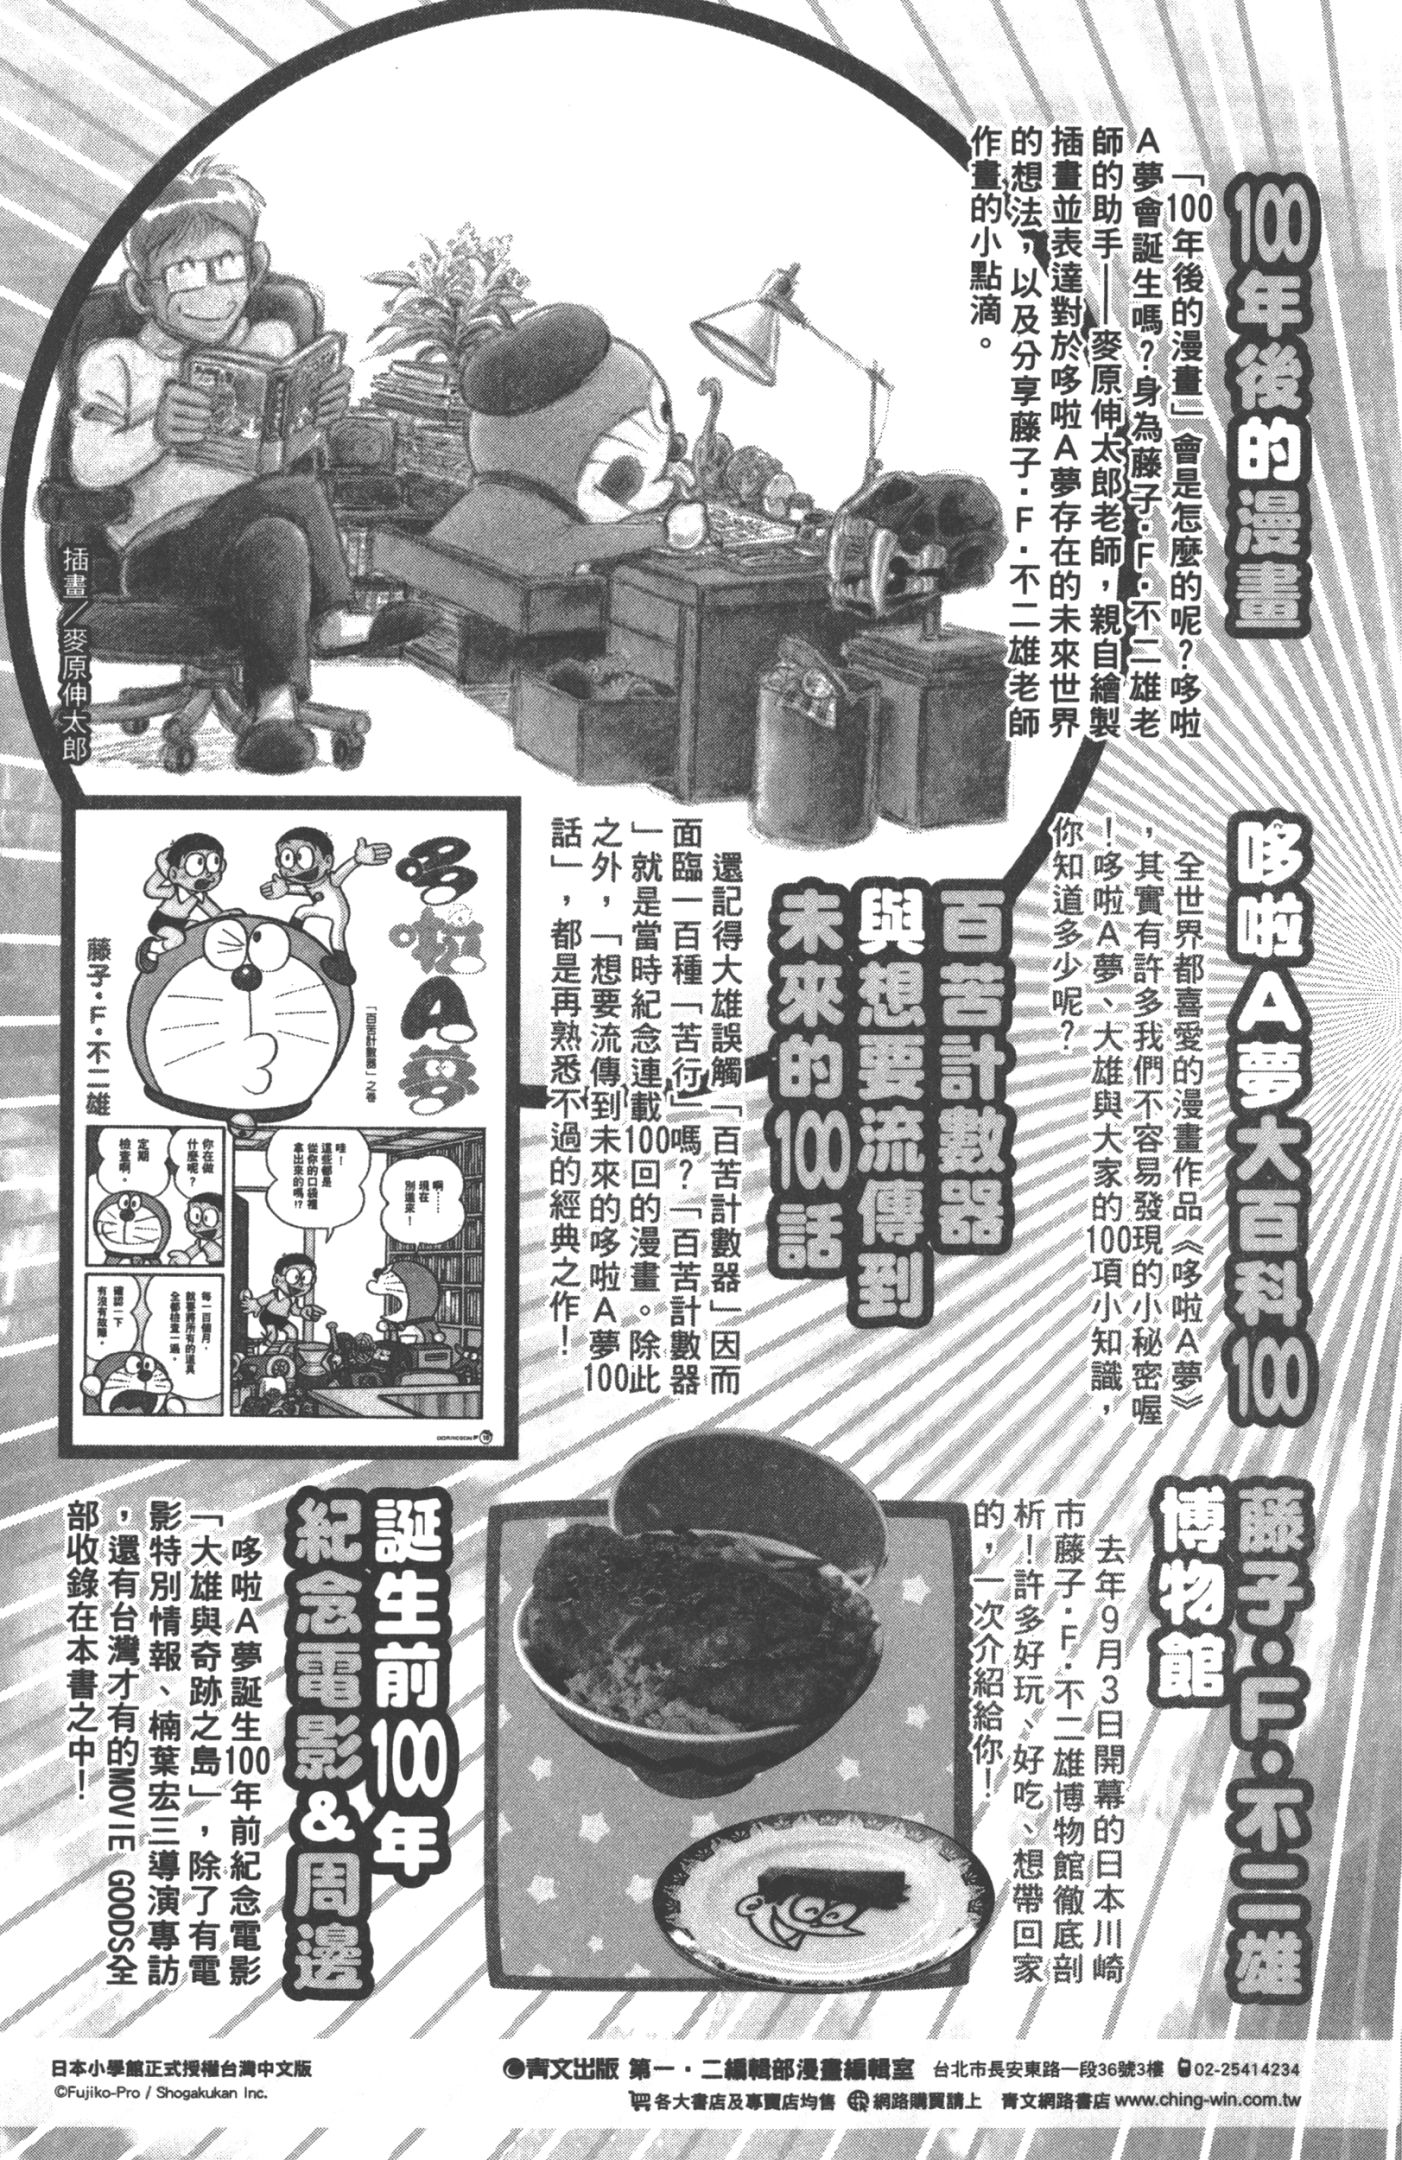 100年後的漫畫
「100年後的漫畫」會是怎麼的呢？哆啦
A夢會誕生嗎？身為藤子・F・不二雄老
師的助手——麥原伸太郎老師，親自繪製
插畫並表達對於哆啦A夢存在的未來世界
的想法，以及分享藤子・F・不二雄老師
作畫的小點滴。
插畫／麥原伸太郎
哆啦A夢大百科100
全世界都喜愛的漫畫作品《哆啦A夢》
，其實有許多我們不容易發現的小秘密喔
！哆啦A夢、大雄與大家的100項小知識，
你知道多少呢？
百苦計數器
與想要流傳到
未來的100話
還記得大雄誤觸「百苦計數器」因而
面臨一百種「苦行」嗎？「百苦計數器
」就是當時紀念連載100回的漫畫。除此
之外，「想要流傳到未來的哆啦A夢100
話」，都是再熟悉不過的經典之作！
哆啦A夢
「百苦計數器」之卷
藤子・F・不二雄
你在做
什麼呢？
定期
檢查啊。
每一百個月，
就要將所有的道具
全都檢查一遍，
確認一下
有沒有故障。
啊……
現在
別進來！
哇！
這些都是
從你的口袋裡
拿出來的嗎！？
藤子・F・不二雄
博物館
去年9月3日開幕的日本川崎
市藤子・F・不二雄博物館徹底剖
析！許多好玩、好吃、想帶回家
的，一次介紹給你！
誕生前100年
紀念電影&周邊
哆啦A夢誕生100年前紀念電影
「大雄與奇跡之島」，除了有電
影特別情報、楠葉宏三導演專訪
，還有台灣才有的MOVIE GOODS全
部收錄在本書之中！
日本小學館正式授權台灣中文版
©Fujiko-Pro / Shogakukan Inc.
青文出版 第一・二編輯部漫畫編輯室 台北市長安東路一段36號3樓 02-25414234
各大書店及專賣店均售 網路購買請上 青文網路書店 www.ching-win.com.tw